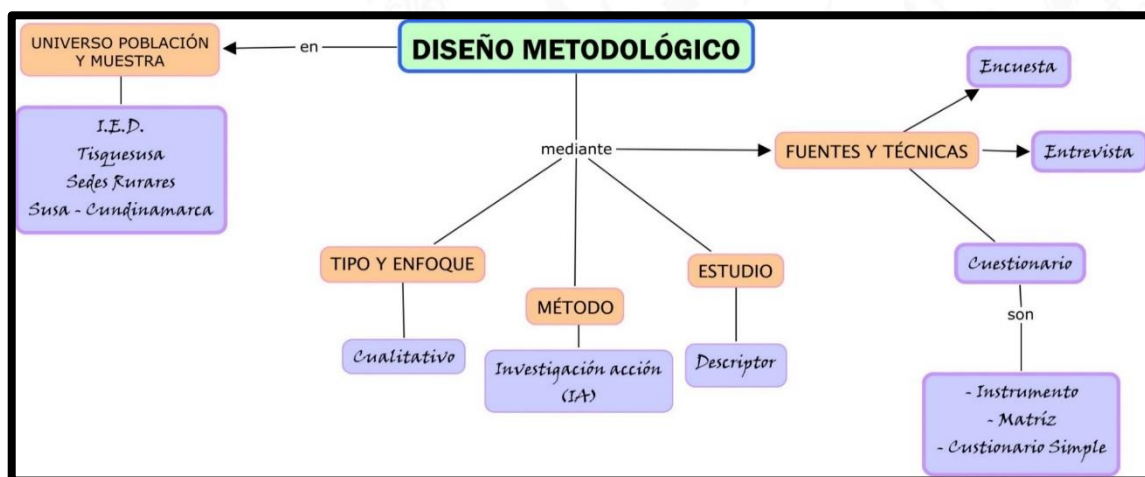 DISEÑO METODOLÓGICO
en
UNIVERSO POBLACIÓN
Y MUESTRA
I.E.D.
Tisquesusa
Sedes Rurares
Susa - Cundinamarca
mediante
TIPO Y ENFOQUE
Cualitativo
MÉTODO
Investigación acción
(IA)
ESTUDIO
Descriptor
FUENTES Y TÉCNICAS
Encuesta
Entrevista
Cuestionario
son
- Instrumento
- Matríz
- Custionario Simple